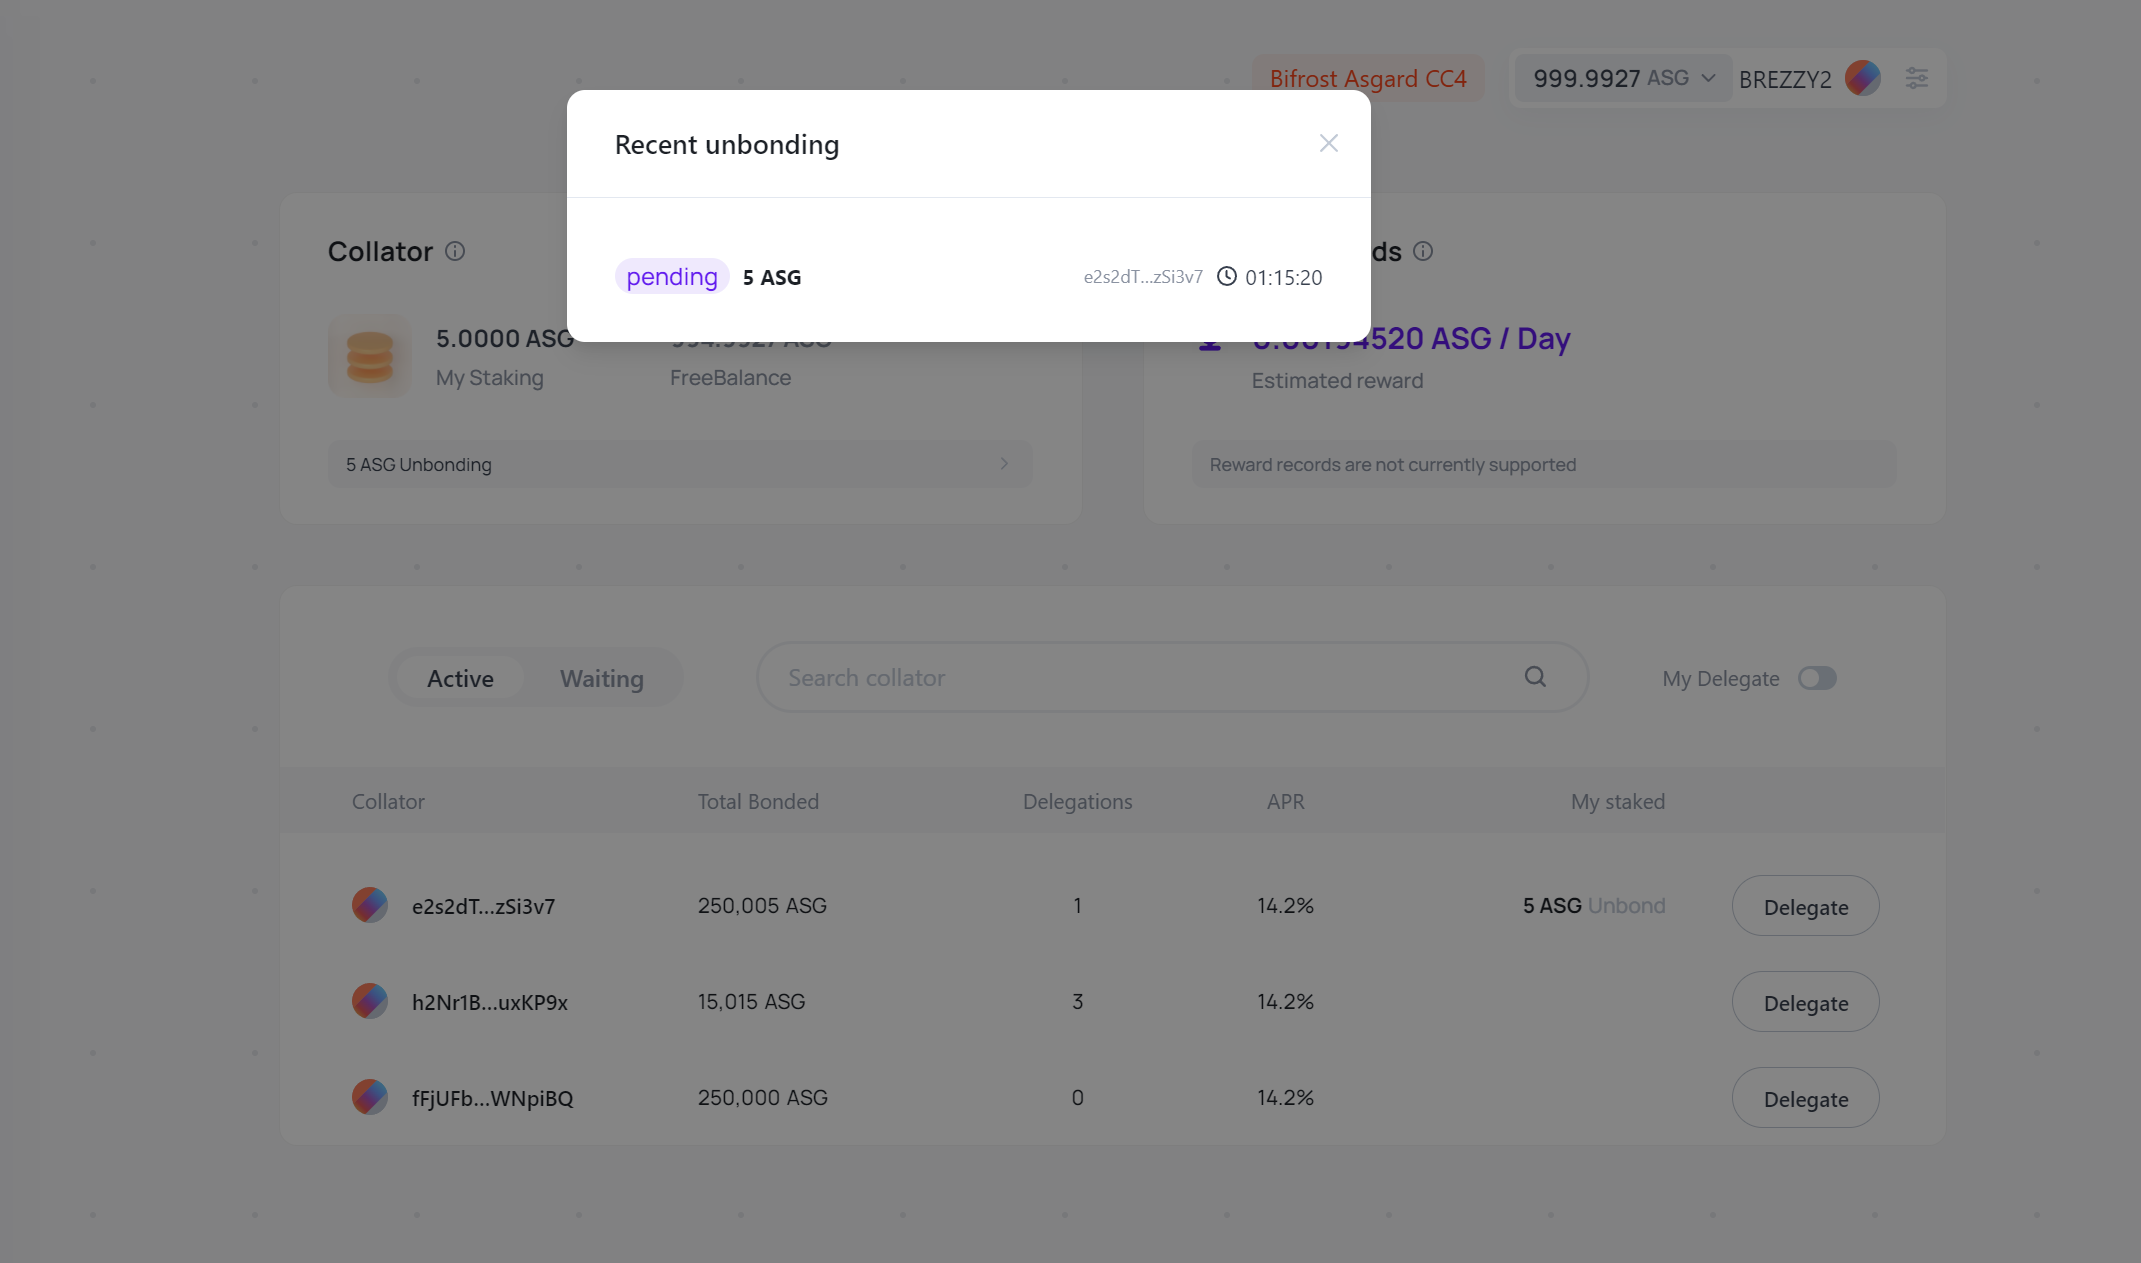 Bifrost Asgard CC4
999.9927 ASG
BREZZY2
Recent unbonding
pending 5 ASG e2s2dT...zSi3v7 01:15:20
Collator
5.0000 ASG
My Staking
994.9927 ASG
FreeBalance
5 ASG Unbonding
ds
4520 ASG / Day
Estimated reward
Reward records are not currently supported
Active Waiting
Search collator
My Delegate
Collator Total Bonded Delegations APR My staked
e2s2dT...zSi3v7 250,005 ASG 1 14.2% 5 ASG Unbond Delegate
h2Nr1B...uxKP9x 15,015 ASG 3 14.2% Delegate
fFjUFb...WNpiBQ 250,000 ASG 0 14.2% Delegate